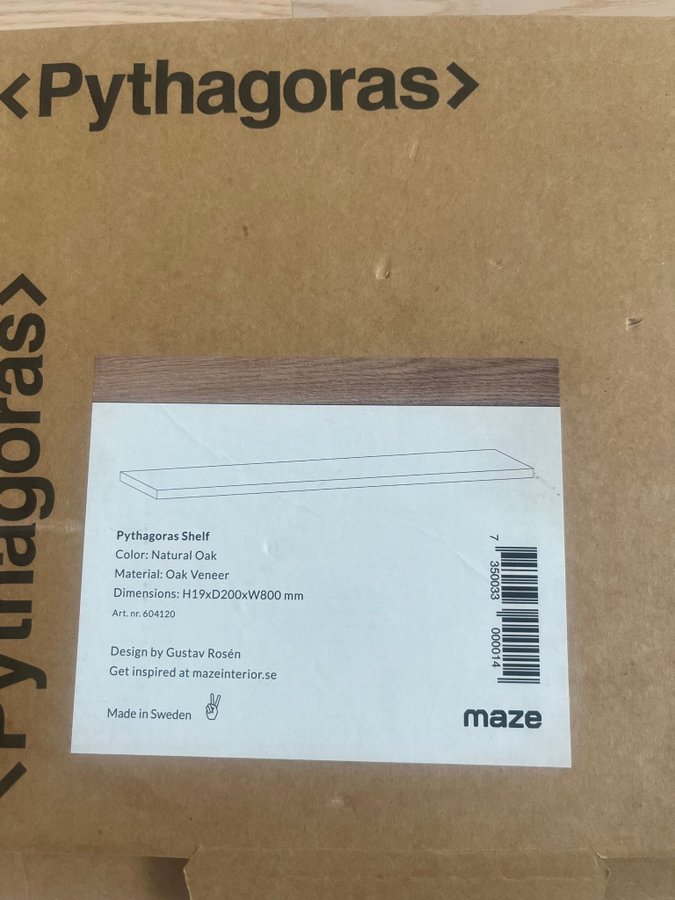 <Pythagoras>
<Pythagoras>
Pythagoras Shelf
Color: Natural Oak
Material: Oak Veneer
Dimensions: H19xD200xW800 mm
Art. nr. 604120
Design by Gustav Rosén
Get inspired at mazeinterior.se
Made in Sweden
7 350033 000014
maze